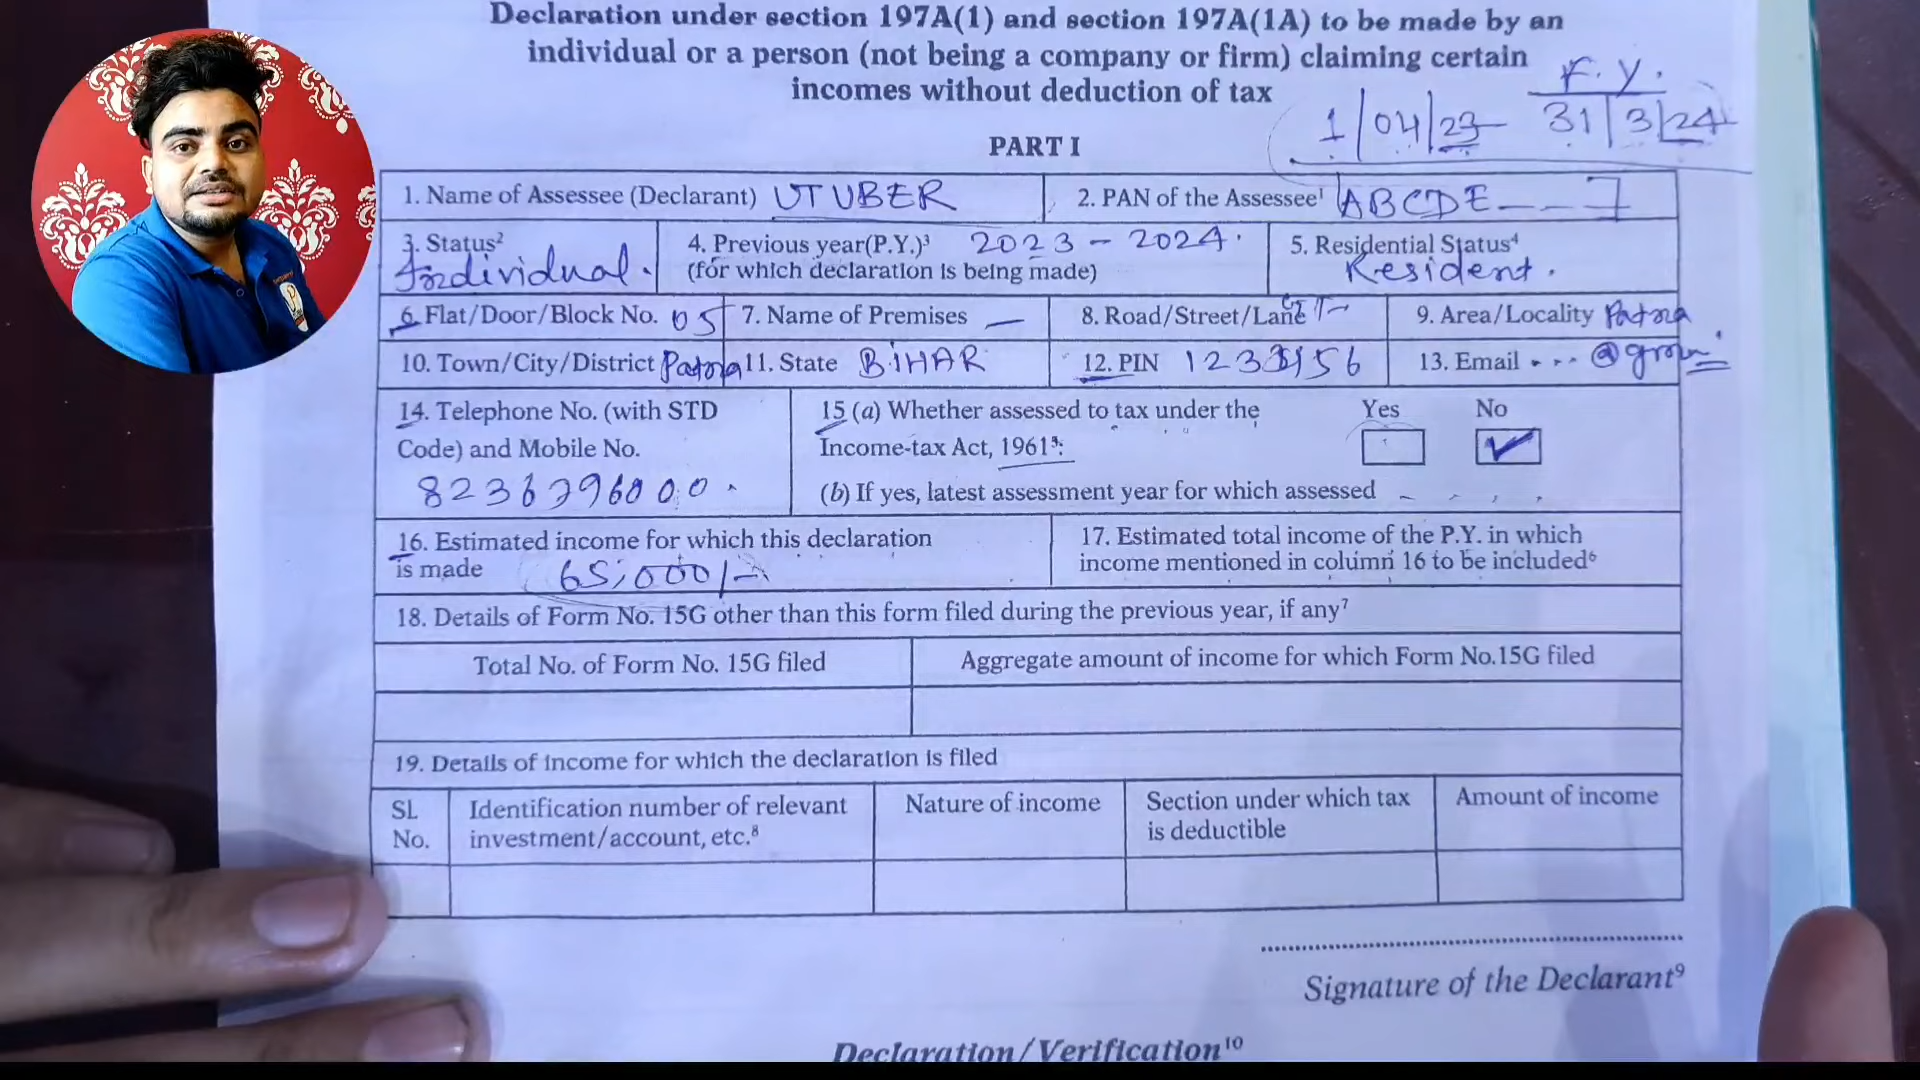 Declaration under section 197A(1) and section 197A(1A) to be made by an
individual or a person (not being a company or firm) claiming certain
incomes without deduction of tax
F.Y.
1/04/23 31/3/24
PART I
1. Name of Assessee (Declarant) UTUBER
2. PAN of the Assessee¹ ABCDE
3. Status²
Individual.
4. Previous year(P.Y.)³ 2023-2024.
(for which declaration is being made)
5. Residential Status⁴
Resident.
6. Flat/Door/Block No. 05
7. Name of Premises —
8. Road/Street/Lane
9. Area/Locality Patna
10. Town/City/District Patna
11. State BIHAR
12. PIN
13. Email ... @
14. Telephone No. (with STD
Code) and Mobile No.
15 (a) Whether assessed to tax under the
Income-tax Act, 1961⁵:
Yes No
✓
(b) If yes, latest assessment year for which assessed
16. Estimated income for which this declaration
is made 65,000/-
17. Estimated total income of the P.Y. in which
income mentioned in column 16 to be included⁶
18. Details of Form No. 15G other than this form filed during the previous year, if any⁷
Total No. of Form No. 15G filed
Aggregate amount of income for which Form No.15G filed
19. Details of income for which the declaration is filed
SL
No.
Identification number of relevant
investment/account, etc.⁸
Nature of income
Section under which tax
is deductible
Amount of income
Signature of the Declarant⁹
Declaration/Verification¹⁰